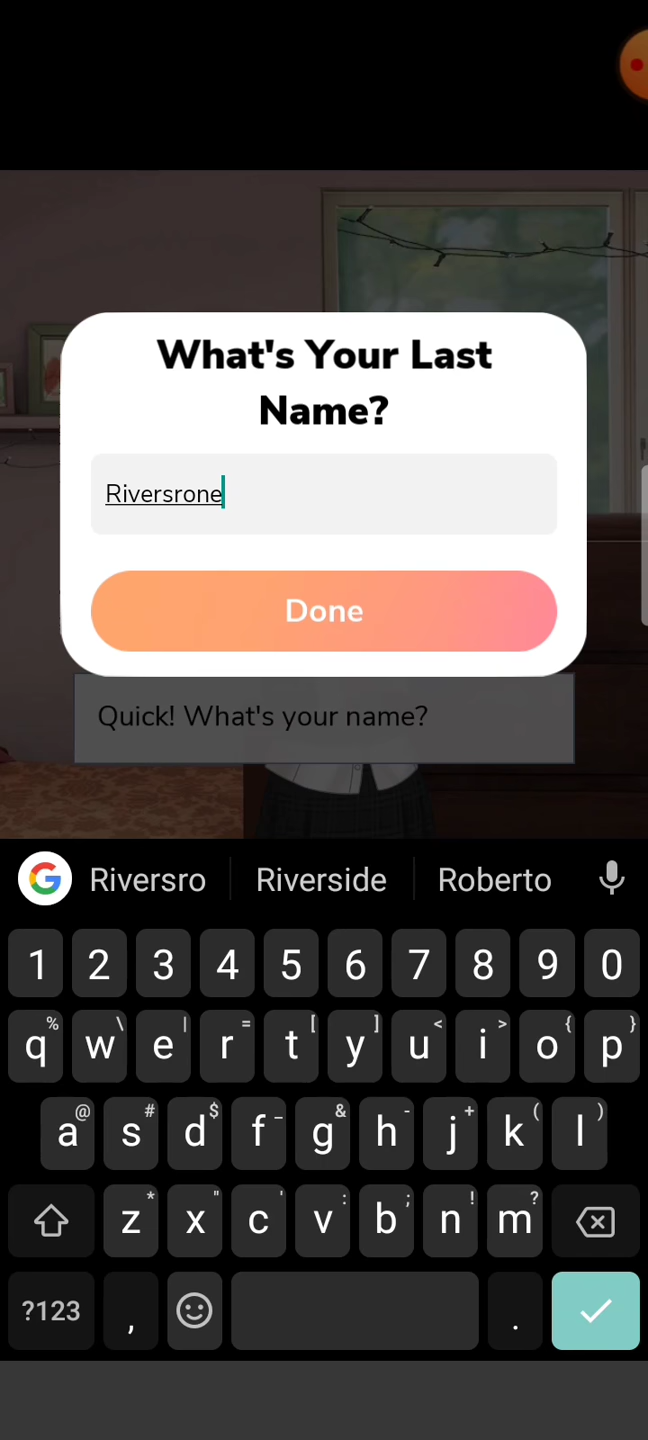 What's Your Last
Name?
Riversrone
Done
Quick! What's your name?
G Riversro Riverside Roberto
1 2 3 4 5 6 7 8 9 0
q % w \ e | r = t [ y ] u < i > o { p }
a @ s # d $ f _ g & h - j + k ( l )
z * x " c ' v : b ; n ! m ?
?123 , .